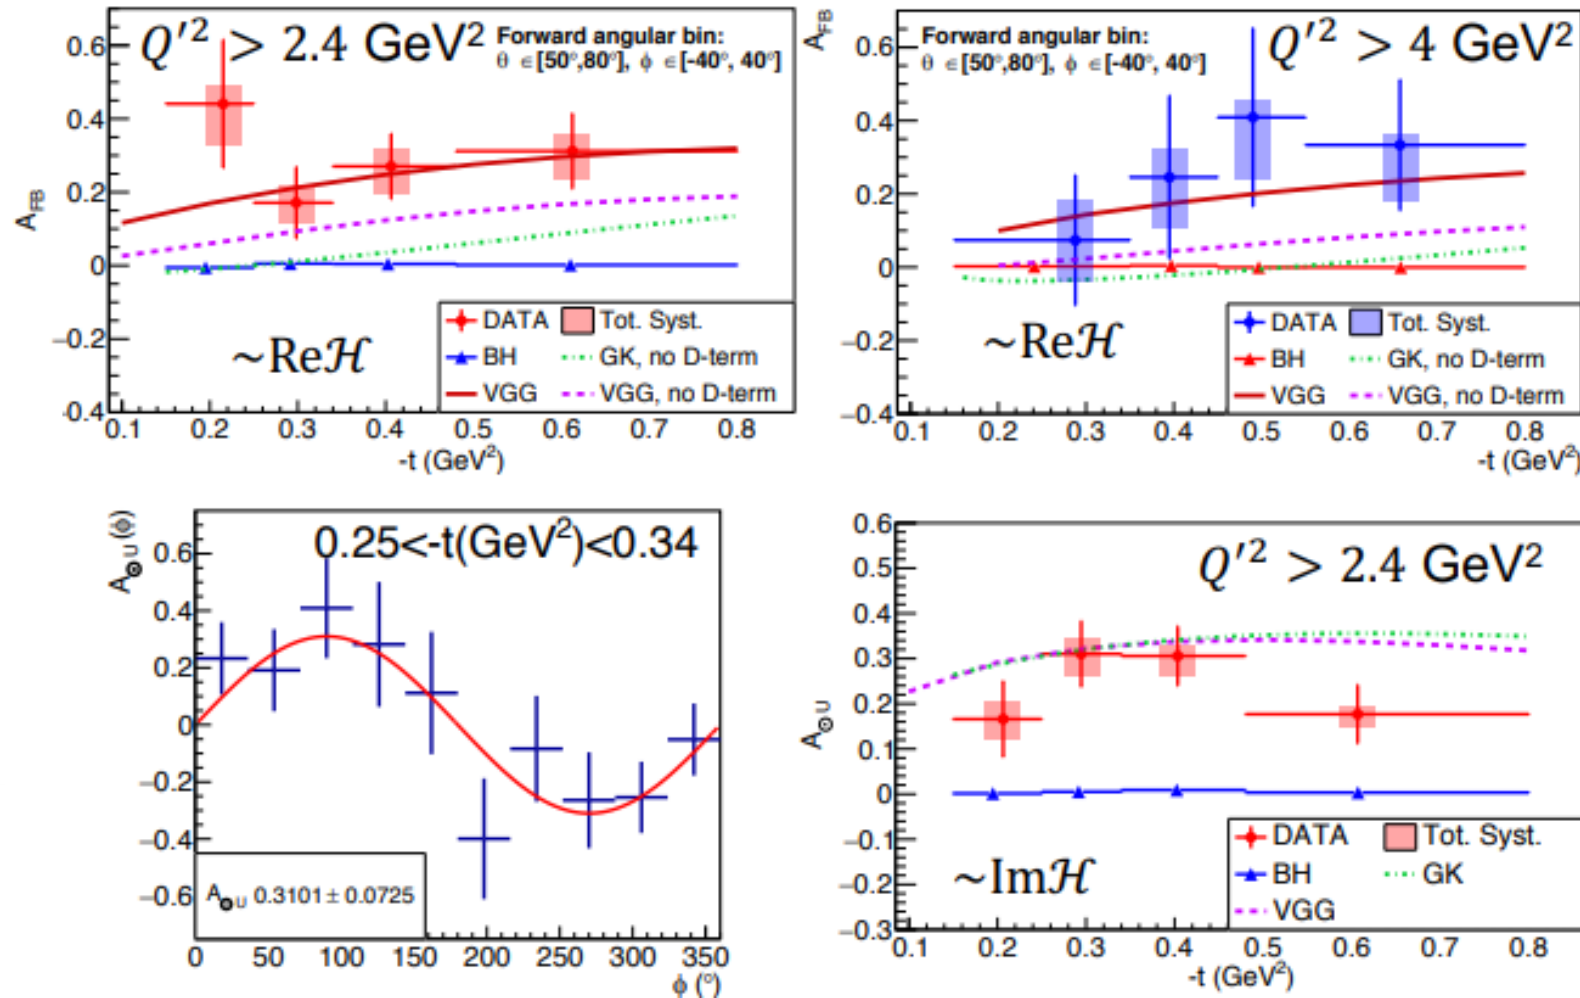 Q′² > 2.4 GeV²
Forward angular bin:
θ ∈[50°,80°], ϕ ∈[-40°, 40°]
A_FB
0.6
0.4
0.2
0
−0.2
-0.4
~Reℋ
DATA Tot. Syst.
BH GK, no D-term
VGG VGG, no D-term
0.1 0.2 0.3 0.4 0.5 0.6 0.7 0.8
-t (GeV²)
Q′² > 4 GeV²
Forward angular bin:
θ ∈[50°,80°], ϕ ∈[-40°, 40°]
A_FB
0.6
0.4
0.2
0
−0.2
−0.4
~Reℋ
DATA Tot. Syst.
BH GK, no D-term
VGG VGG, no D-term
0.1 0.2 0.3 0.4 0.5 0.6 0.7 0.8
-t (GeV²)
0.25<-t(GeV²)<0.34
A_⊙U(ϕ)
0.6
0.4
0.2
0
−0.2
−0.4
−0.6
A_⊙U 0.3101 ± 0.0725
0 50 100 150 200 250 300 350
ϕ (°)
Q′² > 2.4 GeV²
A_⊙U
0.6
0.5
0.4
0.3
0.2
0.1
0
−0.1
−0.2
−0.3
~Imℋ
DATA Tot. Syst.
BH GK
VGG
0.1 0.2 0.3 0.4 0.5 0.6 0.7 0.8
-t (GeV²)